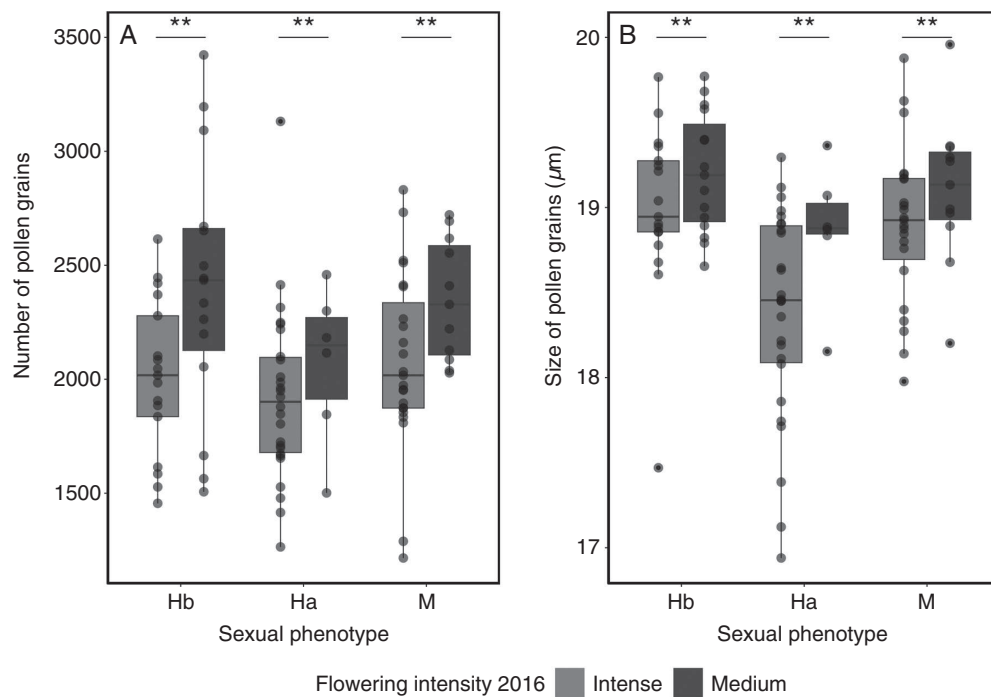 A
** ** **
Number of pollen grains
3500
3000
2500
2000
1500
Hb Ha M
Sexual phenotype
B
** ** **
Size of pollen grains (µm)
20
19
18
17
Hb Ha M
Sexual phenotype
Flowering intensity 2016 Intense Medium